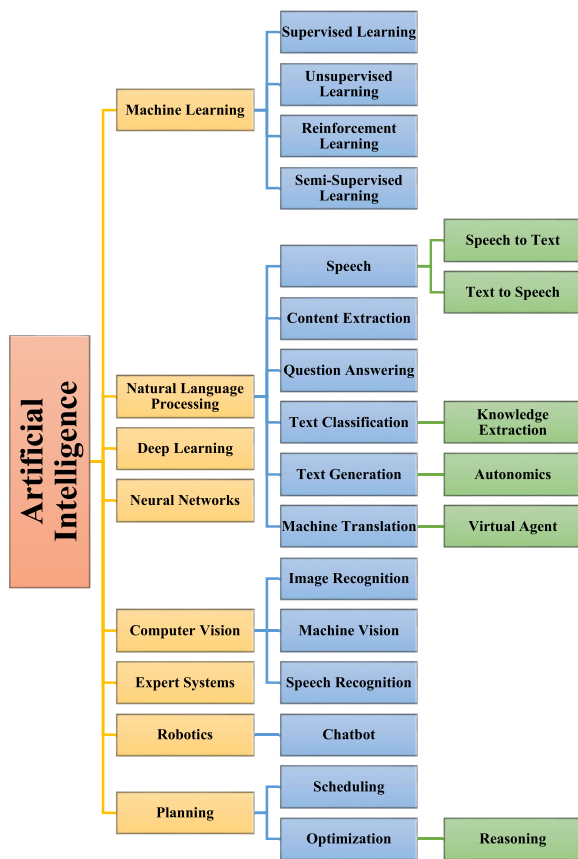 Artificial
Intelligence
Machine Learning
Supervised Learning
Unsupervised
Learning
Reinforcement
Learning
Semi-Supervised
Learning
Natural Language
Processing
Speech
Speech to Text
Text to Speech
Content Extraction
Question Answering
Text Classification
Knowledge
Extraction
Text Generation
Autonomics
Machine Translation
Virtual Agent
Deep Learning
Neural Networks
Computer Vision
Image Recognition
Machine Vision
Speech Recognition
Expert Systems
Robotics
Chatbot
Planning
Scheduling
Optimization
Reasoning